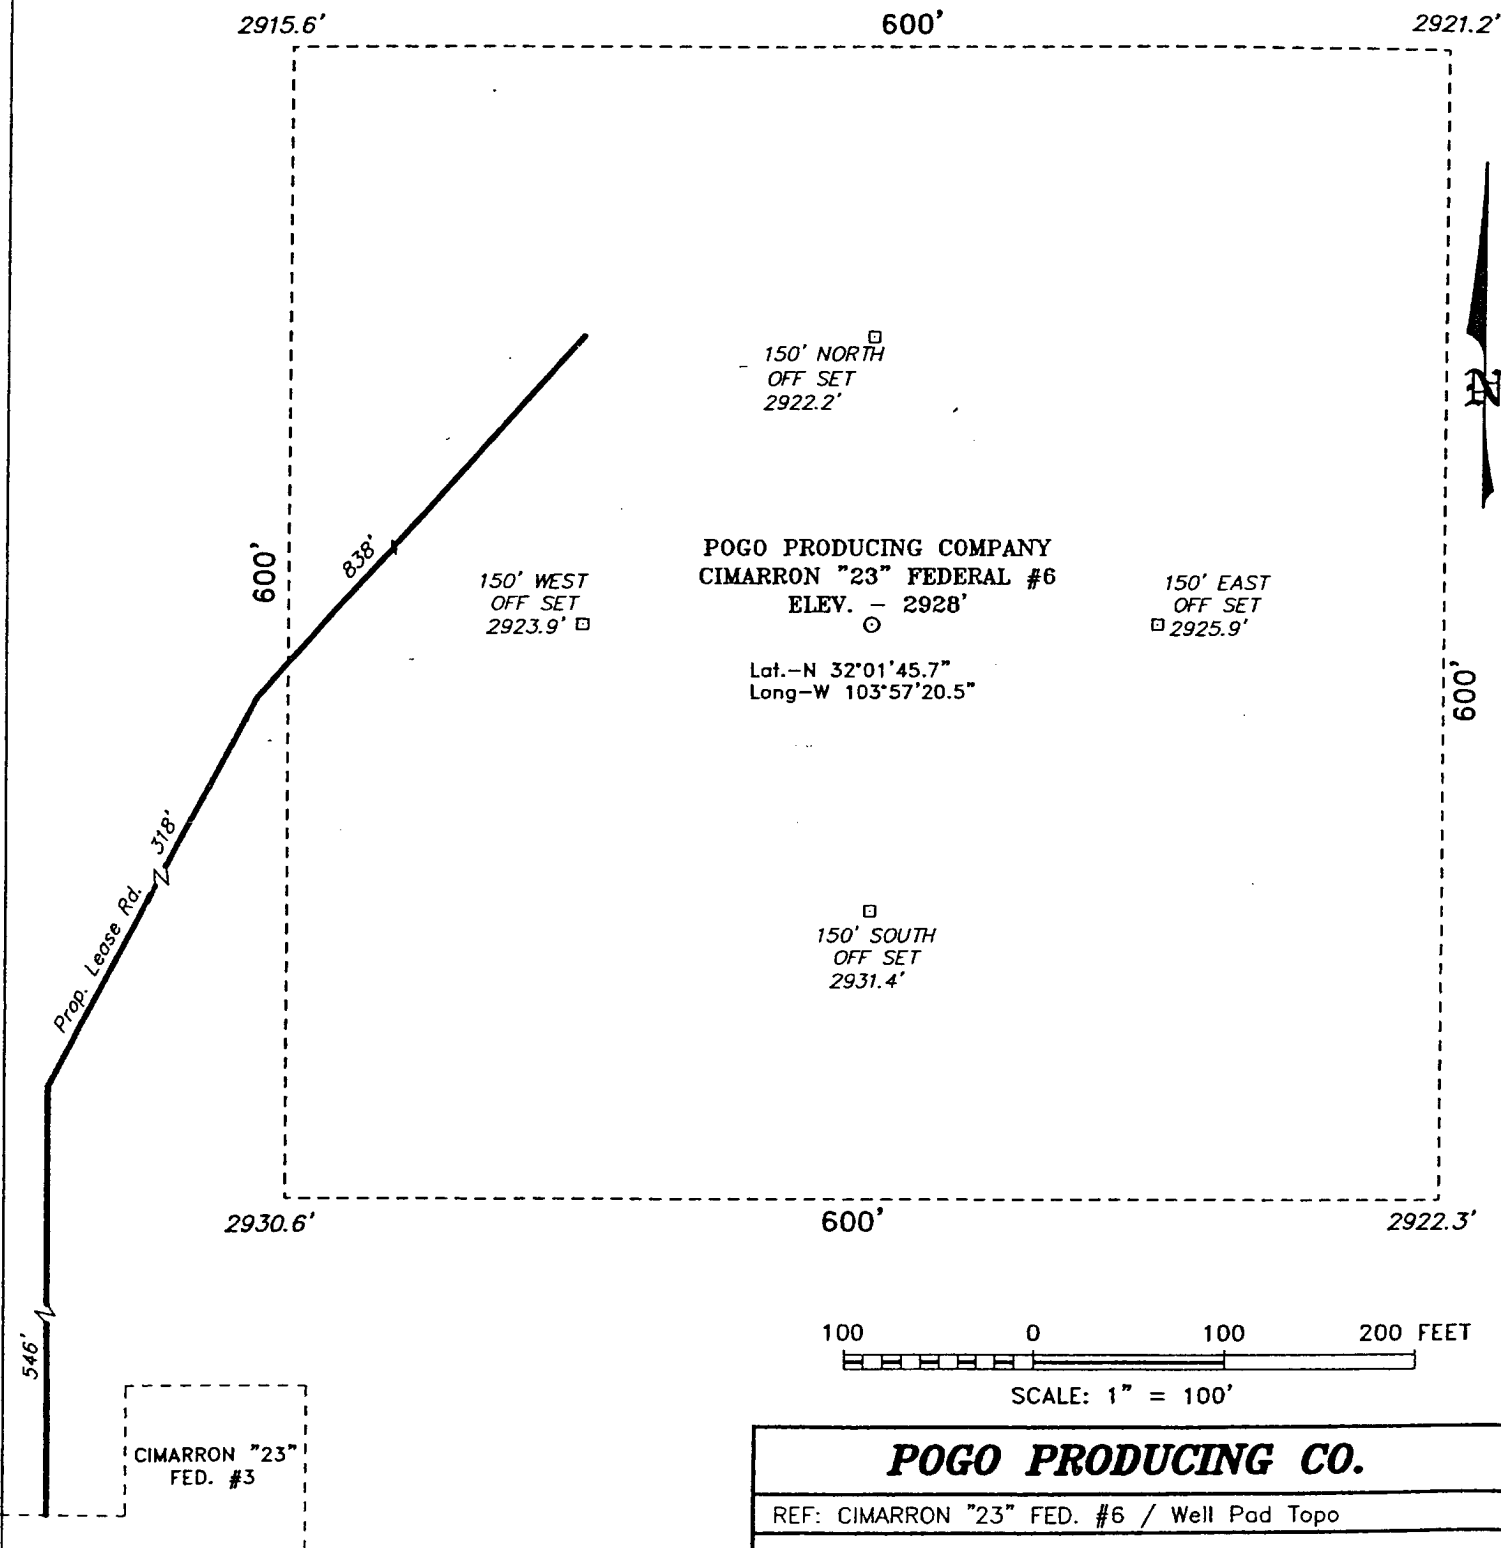 2915.6'
600'
2921.2'
150' NORTH
OFF SET
2922.2'
N
838'
600'
150' WEST
OFF SET
2923.9'
POGO PRODUCING COMPANY
CIMARRON "23" FEDERAL #6
ELEV. - 2928'
150' EAST
OFF SET
2925.9'
Lat.-N 32°01'45.7"
Long-W 103°57'20.5"
600'
Prop. Lease Rd.
318'
150' SOUTH
OFF SET
2931.4'
2930.6'
600'
2922.3'
546'
100 0 100 200 FEET
SCALE: 1" = 100'
CIMARRON "23"
FED. #3
POGO PRODUCING CO.
REF: CIMARRON "23" FED. #6 / Well Pad Topo